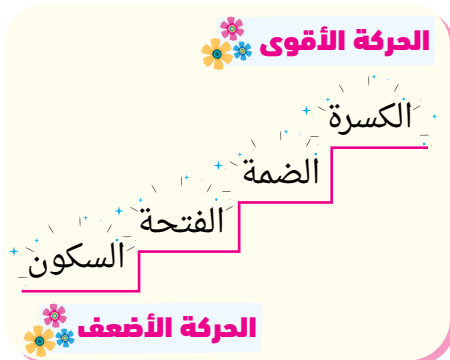 الحركة الأقوى
الكسرة
الضمة
الفتحة
السكون
الحركة الأضعف